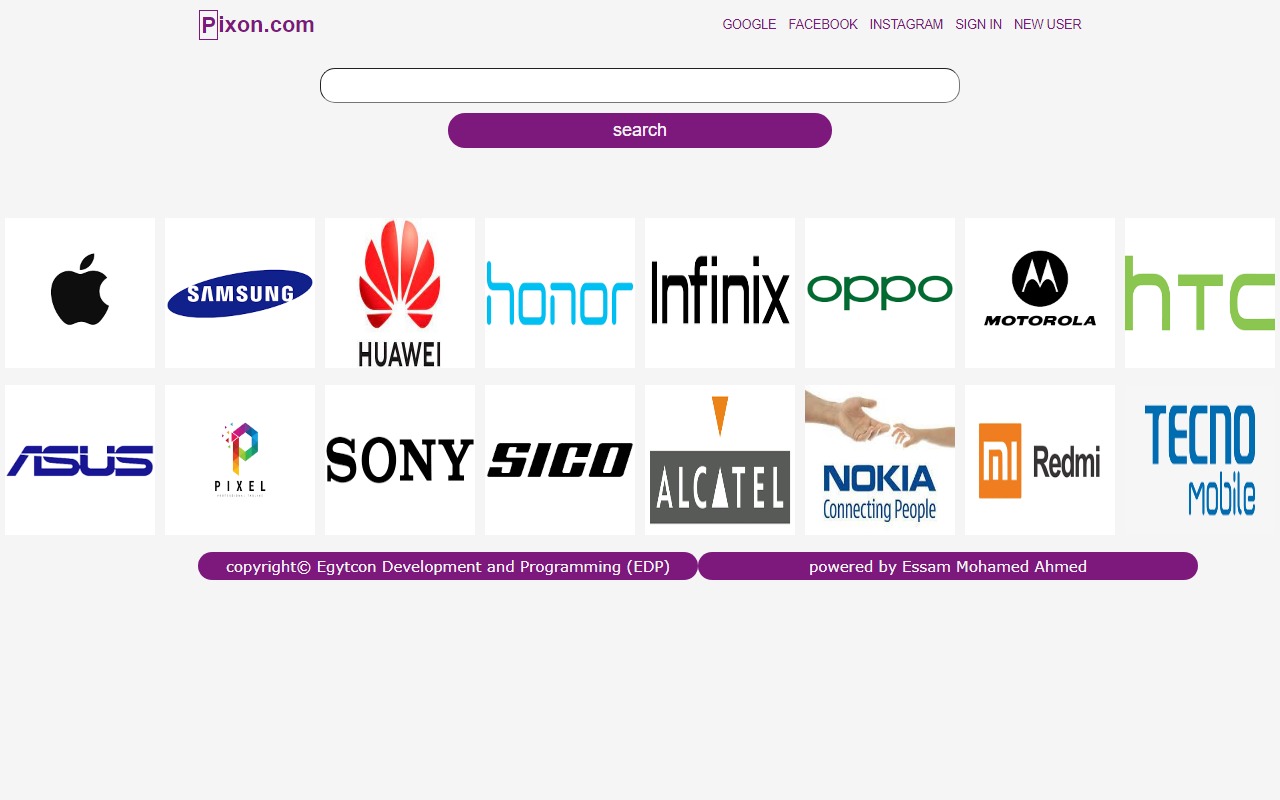 Pixon.com
GOOGLE FACEBOOK INSTAGRAM SIGN IN NEW USER
search
SAMSUNG
HUAWEI
honor
Infinix
oppo
MOTOROLA
hTC
ASUS
PIXEL
SONY
SICO
ALCATEL
NOKIA
Connecting People
mi Redmi
TECNO
mobile
copyright© Egytcon Development and Programming (EDP)
powered by Essam Mohamed Ahmed